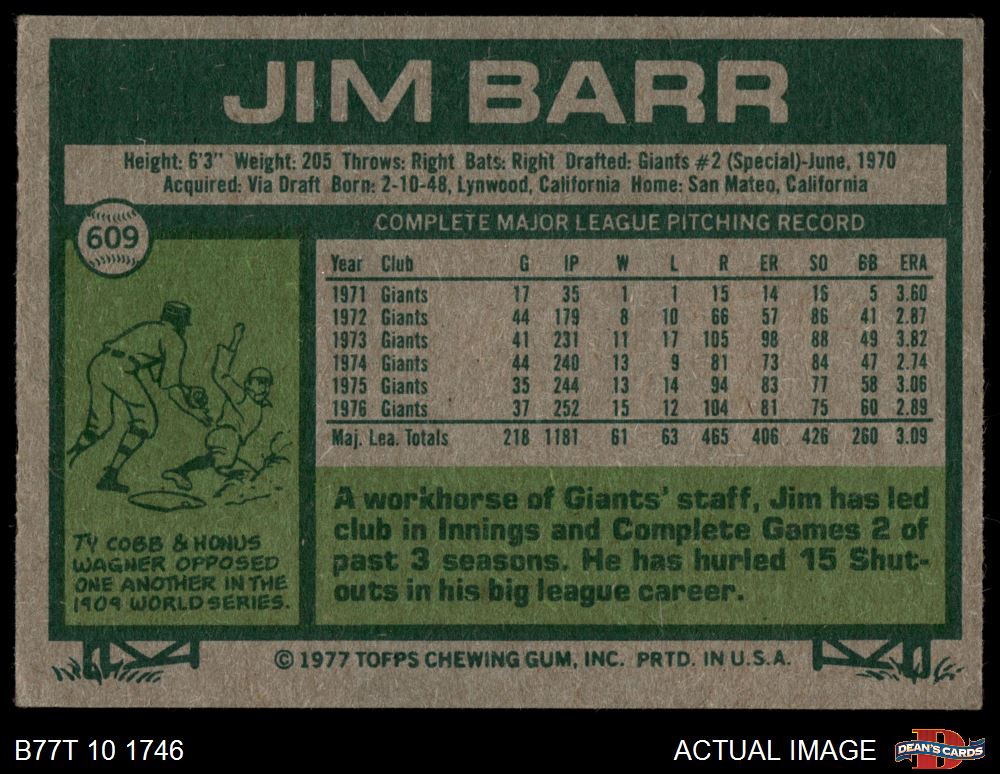 JIM BARR
Height: 6'3" Weight: 205 Throws: Right Bats: Right Drafted: Giants #2 (Special)-June, 1970
Acquired: Via Draft Born: 2-10-48, Lynwood, California Home: San Mateo, California
609
COMPLETE MAJOR LEAGUE PITCHING RECORD
Year Club G IP W L R ER SO BB ERA
1971 Giants 17 35 1 1 15 14 16 5 3.60
1972 Giants 44 179 8 10 66 57 86 41 2.87
1973 Giants 41 231 11 17 105 98 88 49 3.82
1974 Giants 44 240 13 9 81 73 84 47 2.74
1975 Giants 35 244 13 14 94 83 77 58 3.06
1976 Giants 37 252 15 12 104 81 75 60 2.89
Maj. Lea. Totals 218 1181 61 63 465 406 426 260 3.09
A workhorse of Giants' staff, Jim has led
club in Innings and Complete Games 2 of
past 3 seasons. He has hurled 15 Shut-
outs in his big league career.
TY COBB & HONUS
WAGNER OPPOSED
ONE ANOTHER IN THE
1909 WORLD SERIES.
© 1977 TOPPS CHEWING GUM, INC. PRTD. IN U.S.A.
B77T 10 1746
ACTUAL IMAGE
D
DEAN'S CARDS